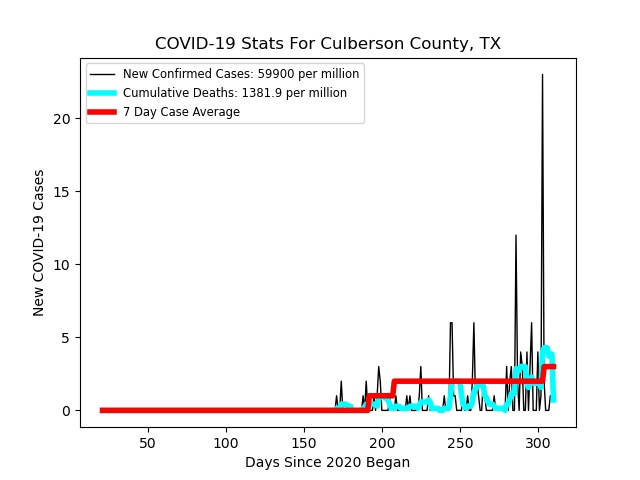 COVID-19 Stats For Culberson County, TX
New Confirmed Cases: 59900 per million
Cumulative Deaths: 1381.9 per million
7 Day Case Average
New COVID-19 Cases
20
15
10
5
0
50 100 150 200 250 300
Days Since 2020 Began